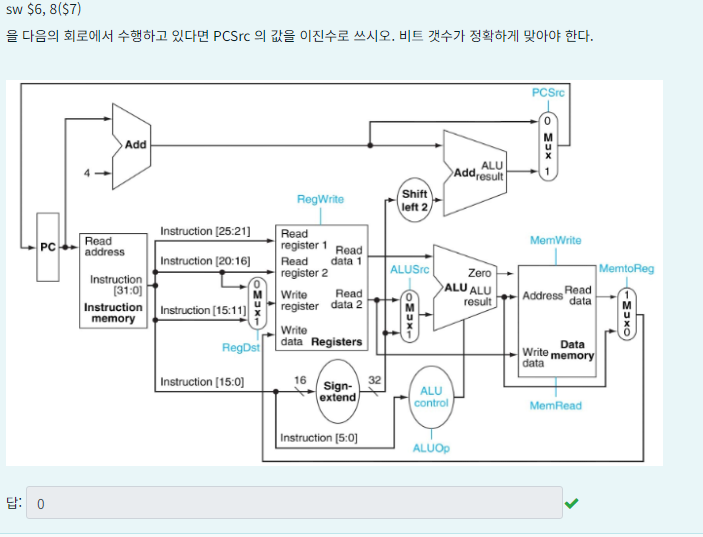 sw $6, 8($7)
을 다음의 회로에서 수행하고 있다면 PCSrc 의 값을 이진수로 쓰시오. 비트 갯수가 정확하게 맞아야 한다.
PCSrc
0
M
u
x
1
Add
4
ALU
Add result
Shift
left 2
RegWrite
PC
Read
address
Instruction
[31:0]
Instruction
memory
Instruction [25:21]
Instruction [20:16]
Instruction [15:11]
0
M
u
x
1
RegDst
Read
register 1
Read
data 1
Read
register 2
Write
register
Read
data 2
Write
data Registers
ALUSrc
0
M
u
x
1
Zero
ALU ALU
result
MemWrite
Address
Read
data
Data
memory
Write
data
MemRead
MemtoReg
1
M
u
x
0
Instruction [15:0]
16
Sign-
extend
32
ALU
control
Instruction [5:0]
ALUOp
답: 0